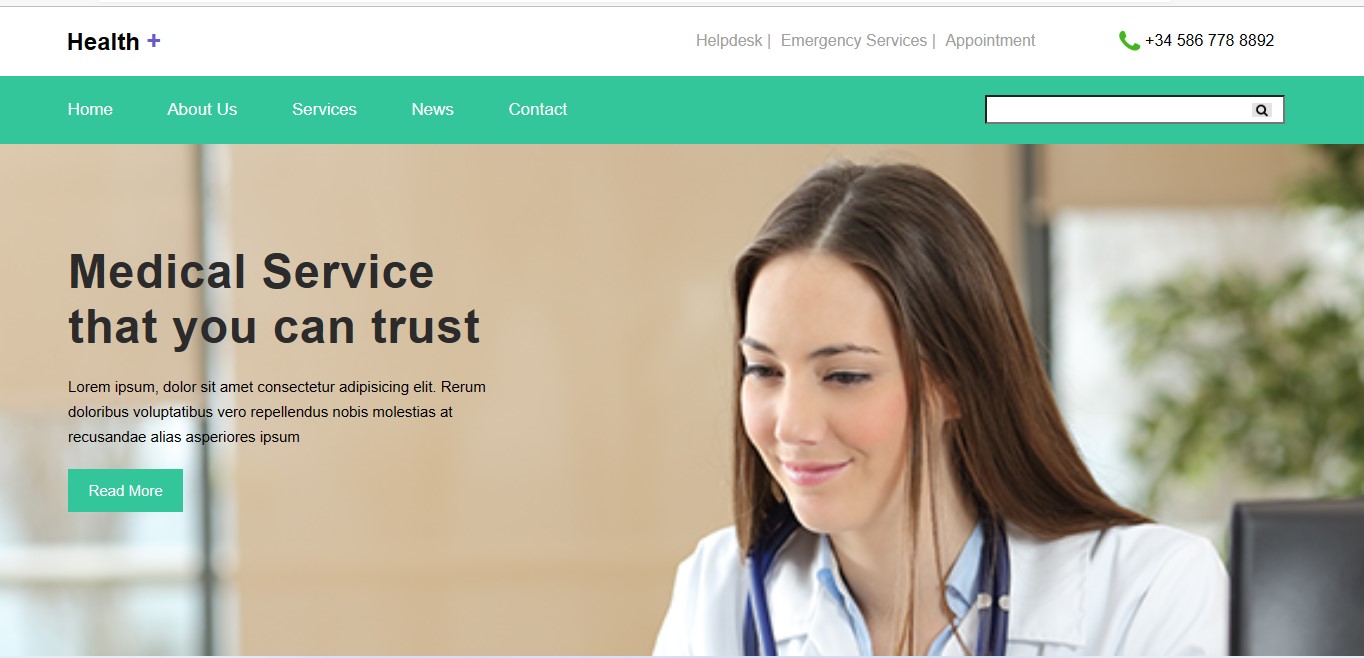 Health +
Helpdesk | Emergency Services | Appointment
+34 586 778 8892
Home About Us Services News Contact
Medical Service
that you can trust
Lorem ipsum, dolor sit amet consectetur adipisicing elit. Rerum
doloribus voluptatibus vero repellendus nobis molestias at
recusandae alias asperiores ipsum
Read More